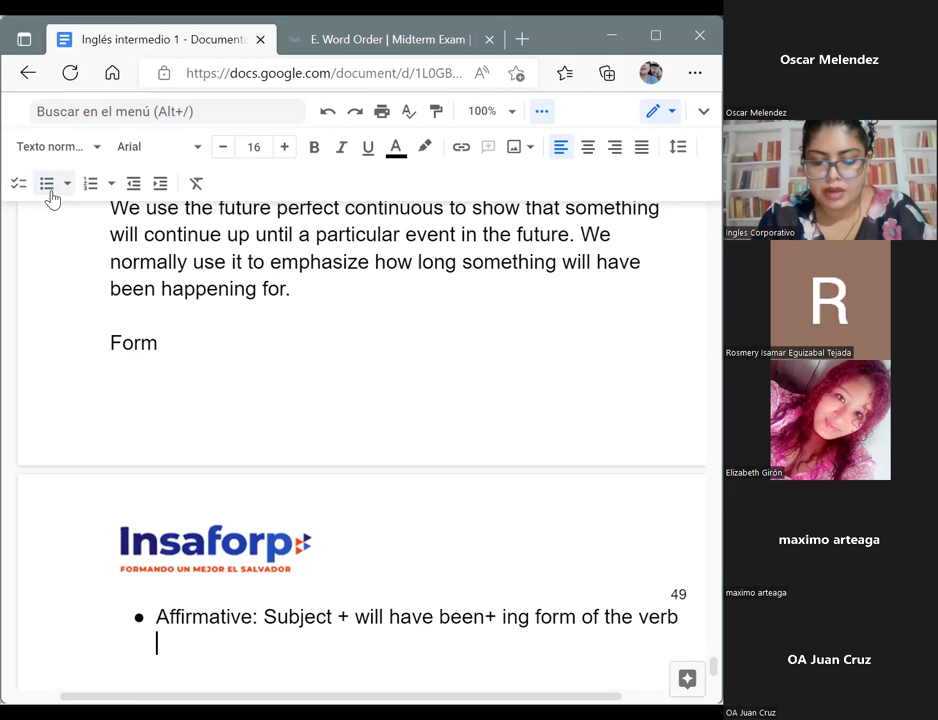 Inglés intermedio 1 - Documento
E. Word Order | Midterm Exam |
https://docs.google.com/document/d/1L0GB...
Buscar en el menú (Alt+/)
100%
Texto norm...
Arial
16
We use the future perfect continuous to show that something
will continue up until a particular event in the future. We
normally use it to emphasize how long something will have
been happening for.
Form
Insaforp
FORMANDO UN MEJOR EL SALVADOR
49
● Affirmative: Subject + will have been+ ing form of the verb
Oscar Melendez
Oscar Melendez
Ingles Corporativo
R
Rosmery Isamar Eguizabal Tejada
Elizabeth Girón
maximo arteaga
maximo arteaga
OA Juan Cruz
OA Juan Cruz